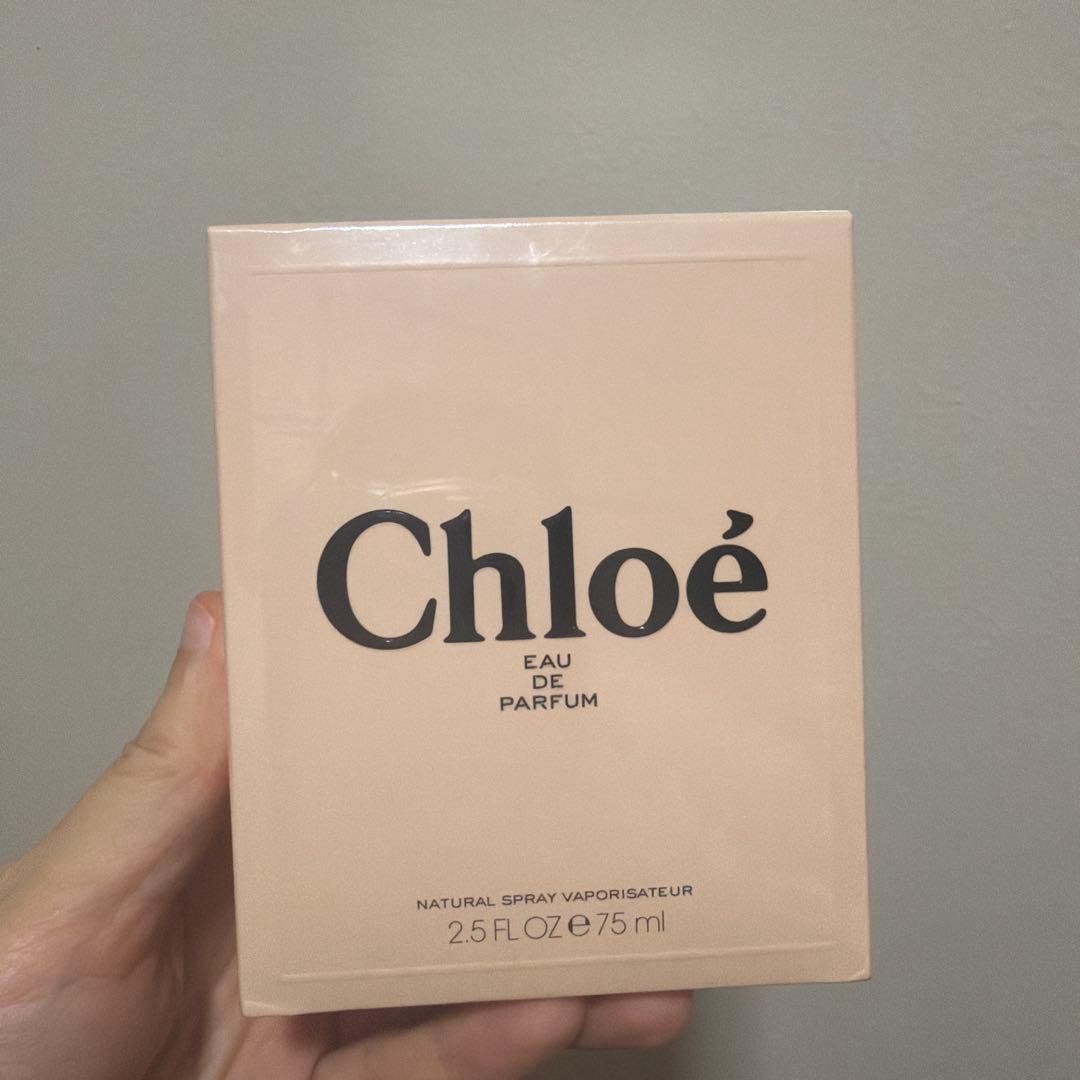 Chloé
EAU
DE
PARFUM
NATURAL SPRAY VAPORISATEUR
2.5 FL OZ ℮ 75 ml